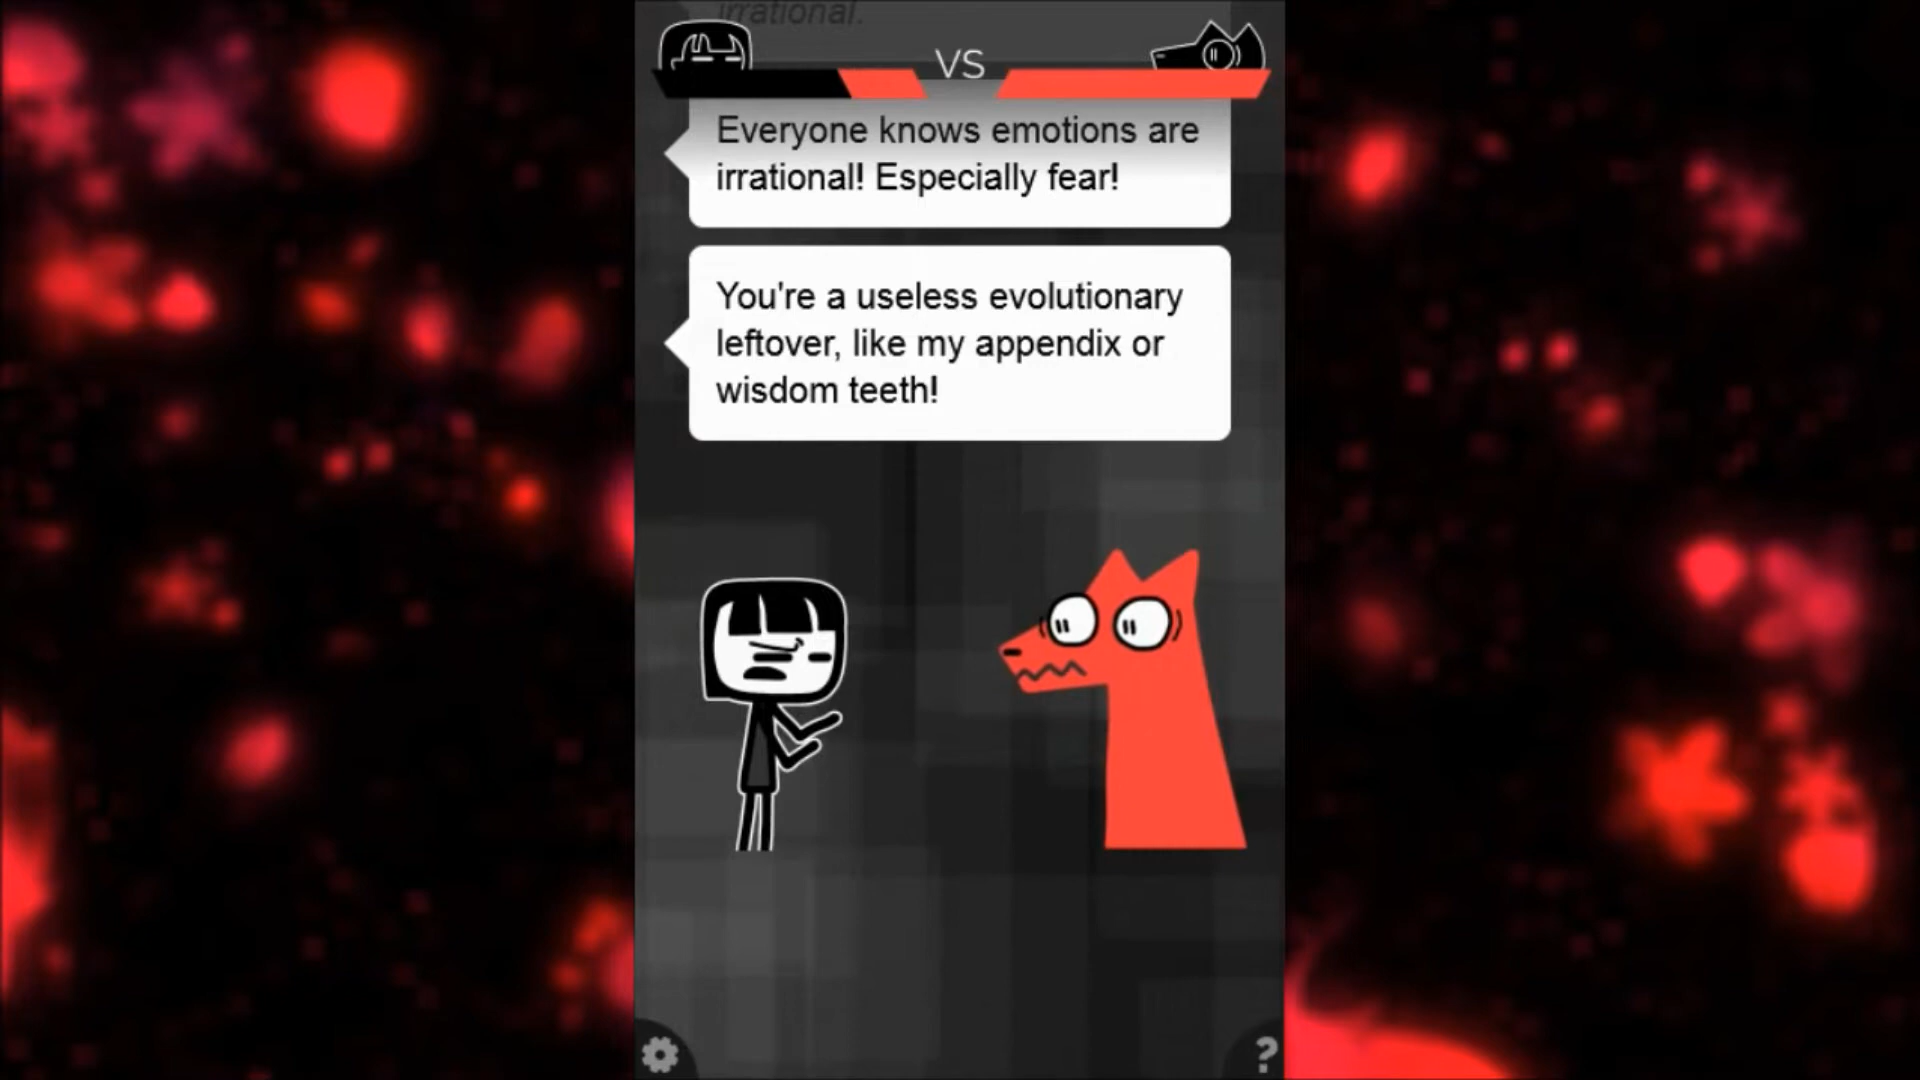 irrational.
VS
Everyone knows emotions are
irrational! Especially fear!
You're a useless evolutionary
leftover, like my appendix or
wisdom teeth!
?